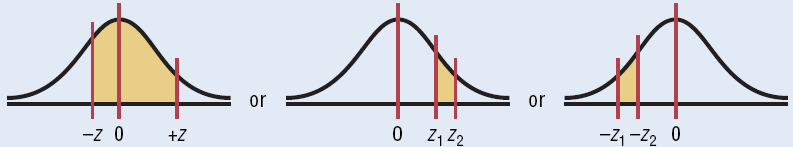 or
or
−z 0 +z
0 z₁ z₂
−z₁ −z₂ 0